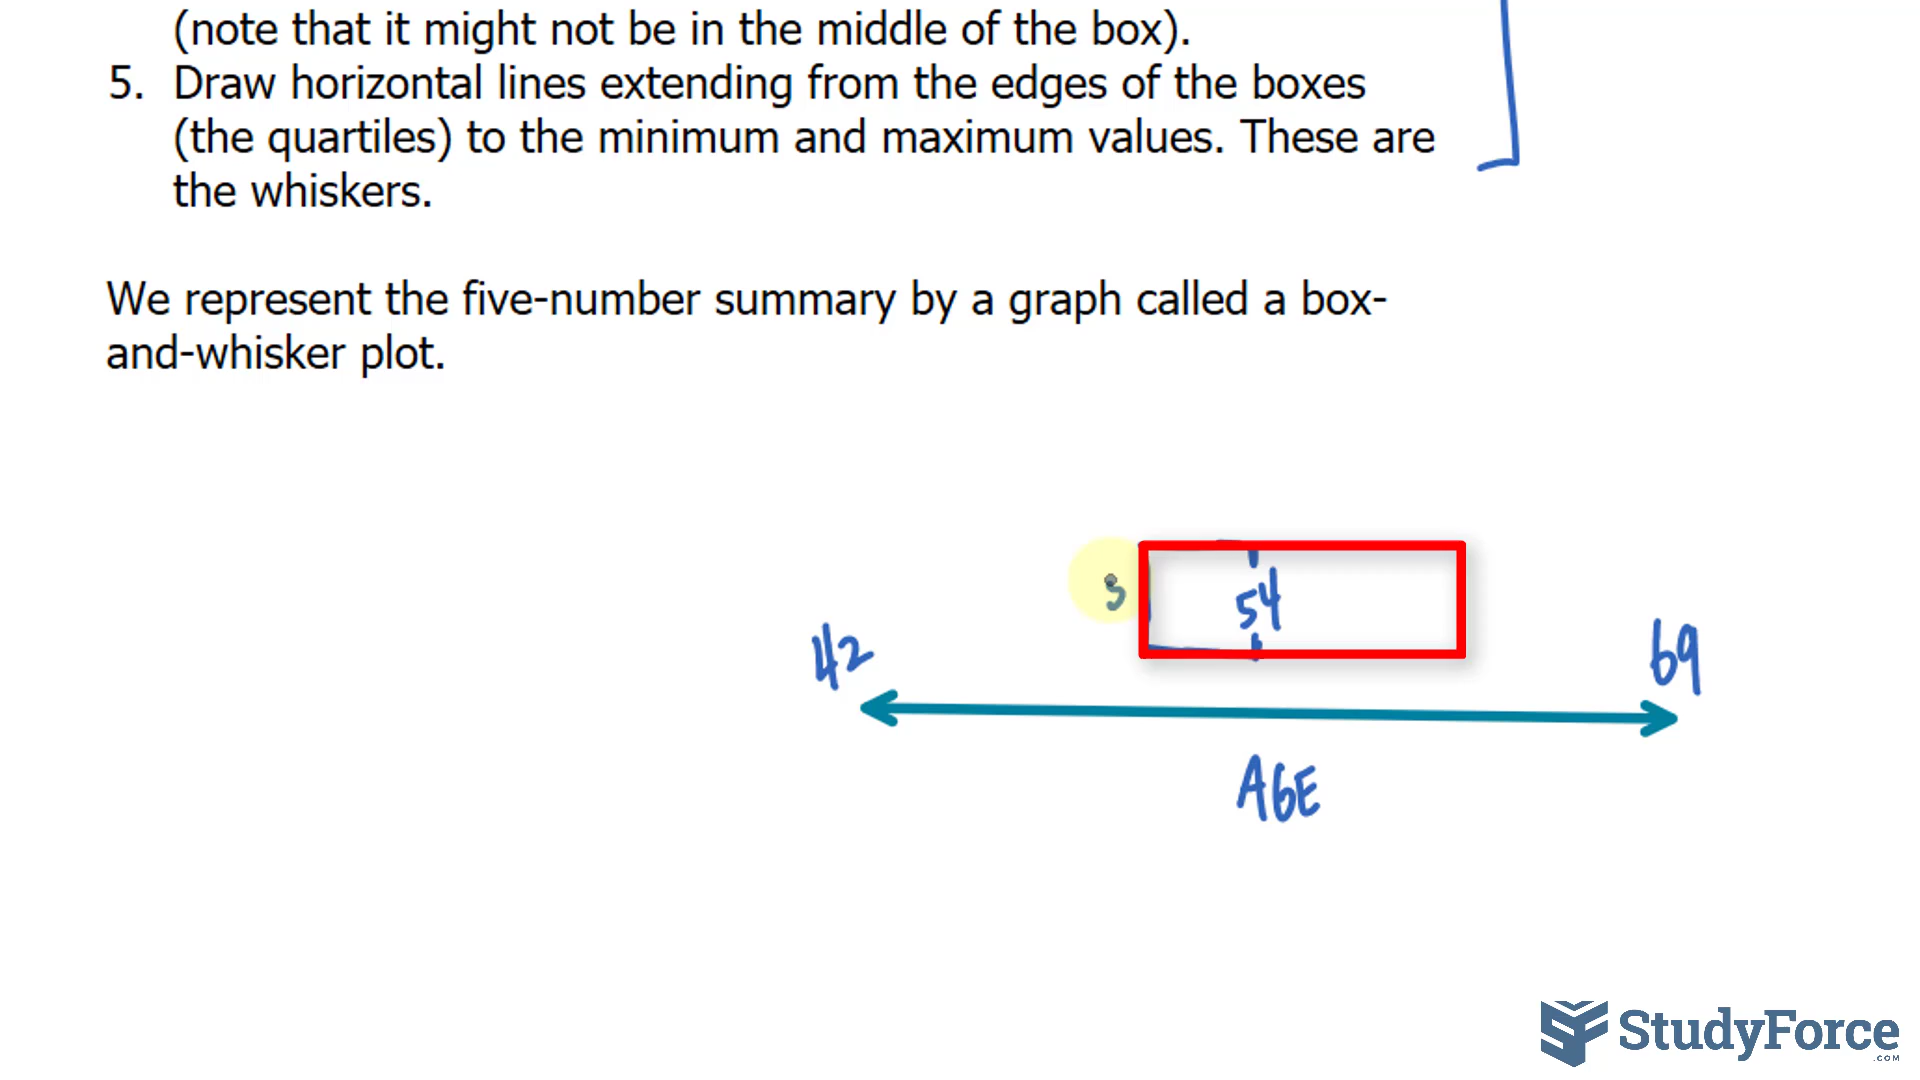 (note that it might not be in the middle of the box).
5. Draw horizontal lines extending from the edges of the boxes
(the quartiles) to the minimum and maximum values. These are
the whiskers.
We represent the five-number summary by a graph called a box-
and-whisker plot.
54
42
69
AGE
StudyForce
.COM